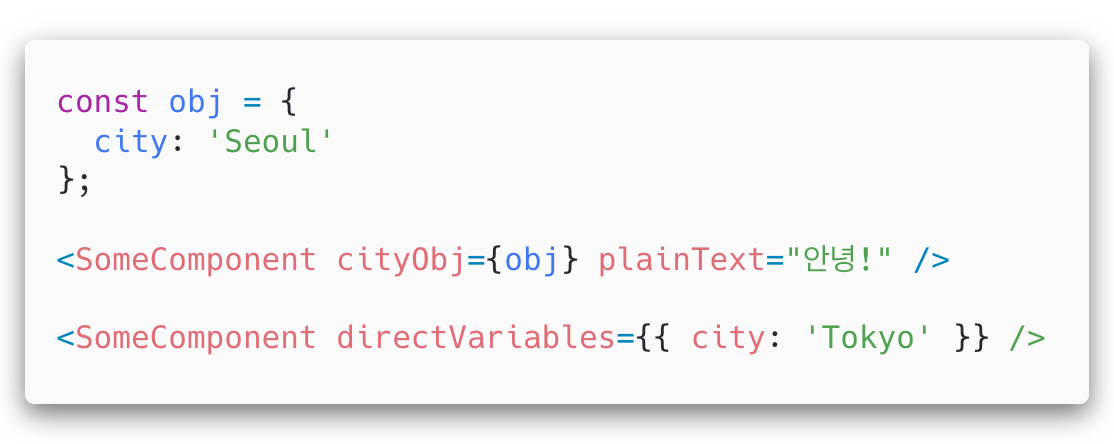 const obj = {
  city: 'Seoul'
};

<SomeComponent cityObj={obj} plainText="안녕!" />

<SomeComponent directVariables={{ city: 'Tokyo' }} />